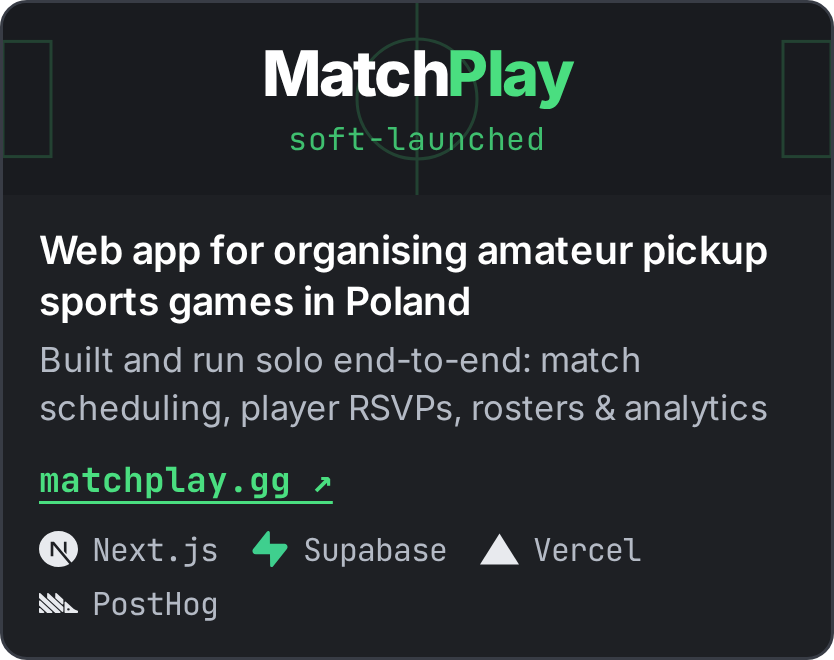 MatchPlay
soft-launched
Web app for organising amateur pickup
sports games in Poland
Built and run solo end-to-end: match
scheduling, player RSVPs, rosters & analytics
matchplay.gg ↗
Next.js Supabase Vercel
PostHog